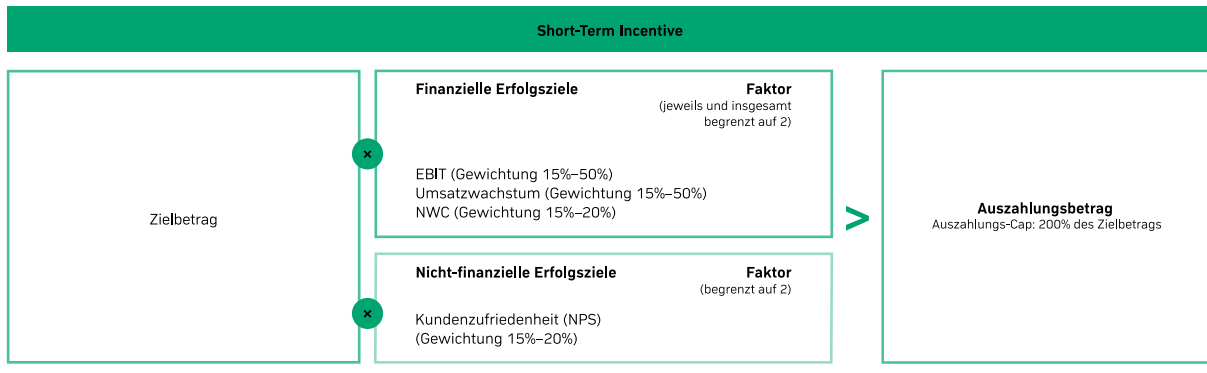 Short-Term Incentive
Zielbetrag
×
Finanzielle Erfolgsziele
Faktor
(jeweils und insgesamt
begrenzt auf 2)
EBIT (Gewichtung 15%–50%)
Umsatzwachstum (Gewichtung 15%–50%)
NWC (Gewichtung 15%–20%)
×
Nicht-finanzielle Erfolgsziele
Faktor
(begrenzt auf 2)
Kundenzufriedenheit (NPS)
(Gewichtung 15%–20%)
>
Auszahlungsbetrag
Auszahlungs-Cap: 200% des Zielbetrags